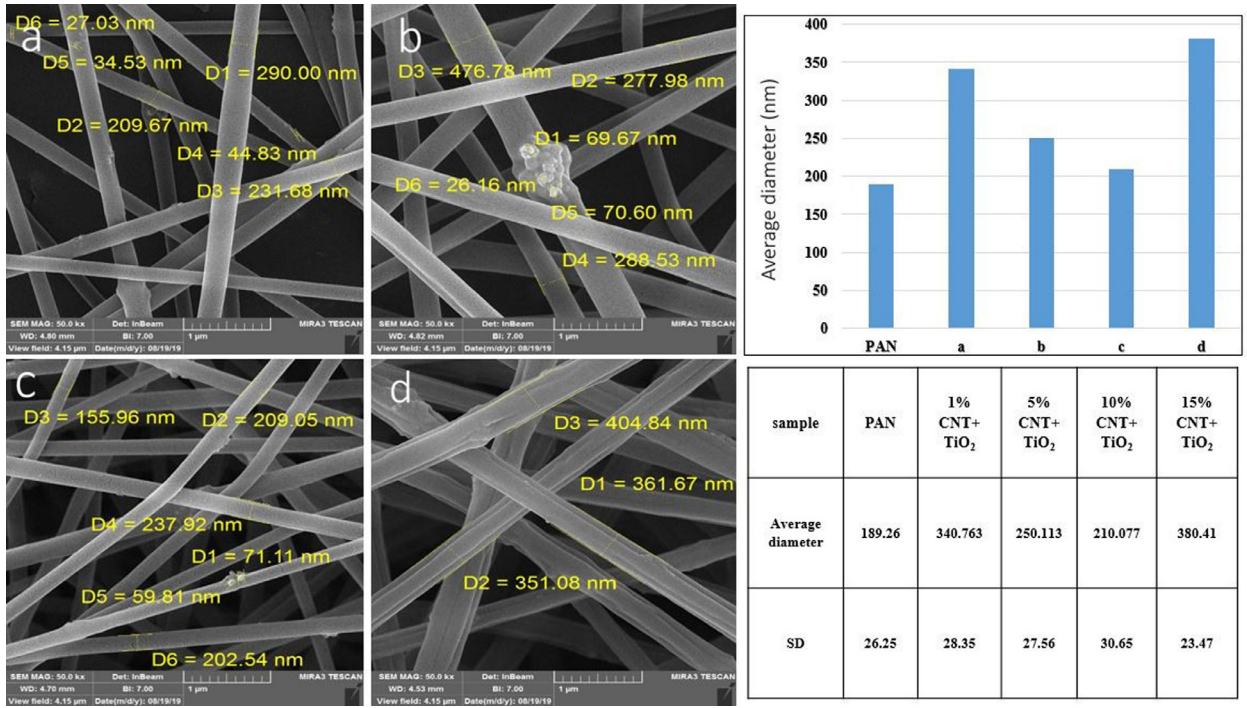 a
D6 = 27.03 nm
D5 = 34.53 nm
D1 = 290.00 nm
D2 = 209.67 nm
D4 = 44.83 nm
D3 = 231.68 nm
SEM MAG: 50.0 kx Det: InBeam MIRA3 TESCAN
WD: 4.80 mm BI: 7.00 1 µm
View field: 4.15 µm Date(m/d/y): 08/19/19
b
D3 = 476.78 nm
D2 = 277.98 nm
D1 = 69.67 nm
D6 = 26.16 nm
D5 = 70.60 nm
D4 = 288.53 nm
SEM MAG: 50.0 kx Det: InBeam MIRA3 TESCAN
WD: 4.82 mm BI: 7.00 1 µm
View field: 4.15 µm Date(m/d/y): 08/19/19
Average diameter (nm)
400
350
300
250
200
150
100
50
0
PAN a b c d
c
D3 = 155.96 nm
D2 = 209.05 nm
D4 = 237.92 nm
D1 = 71.11 nm
D5 = 59.81 nm
D6 = 202.54 nm
SEM MAG: 50.0 kx Det: InBeam MIRA3 TESCAN
WD: 4.70 mm BI: 7.00 1 µm
View field: 4.15 µm Date(m/d/y): 08/19/19
d
D3 = 404.84 nm
D1 = 361.67 nm
D2 = 351.08 nm
SEM MAG: 50.0 kx Det: InBeam MIRA3 TESCAN
WD: 4.53 mm BI: 7.00 1 µm
View field: 4.15 µm Date(m/d/y): 08/19/19
sample PAN 1% CNT+ TiO₂ 5% CNT+ TiO₂ 10% CNT+ TiO₂ 15% CNT+ TiO₂
Average diameter 189.26 340.763 250.113 210.077 380.41
SD 26.25 28.35 27.56 30.65 23.47